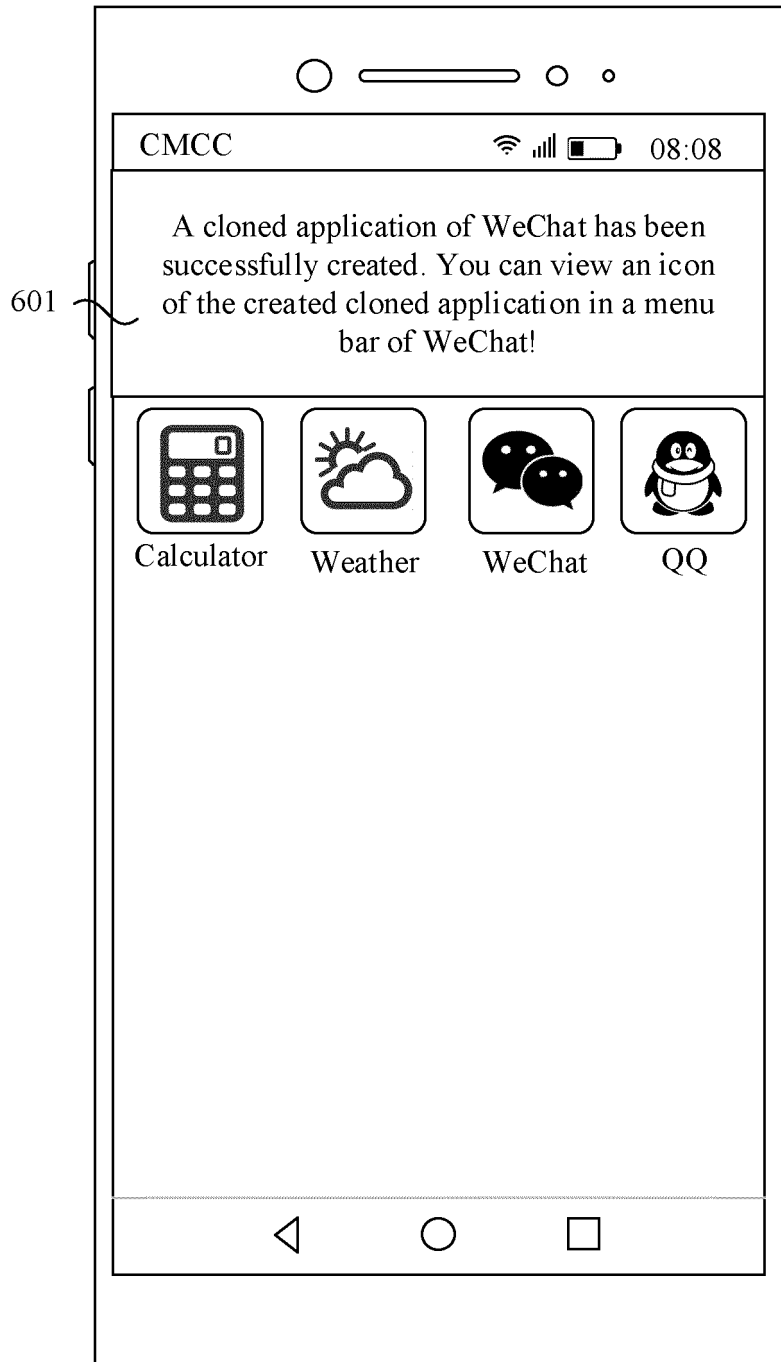 CMCC 08:08
A cloned application of WeChat has been
successfully created. You can view an icon
of the created cloned application in a menu
bar of WeChat!
601
0
Calculator Weather WeChat QQ